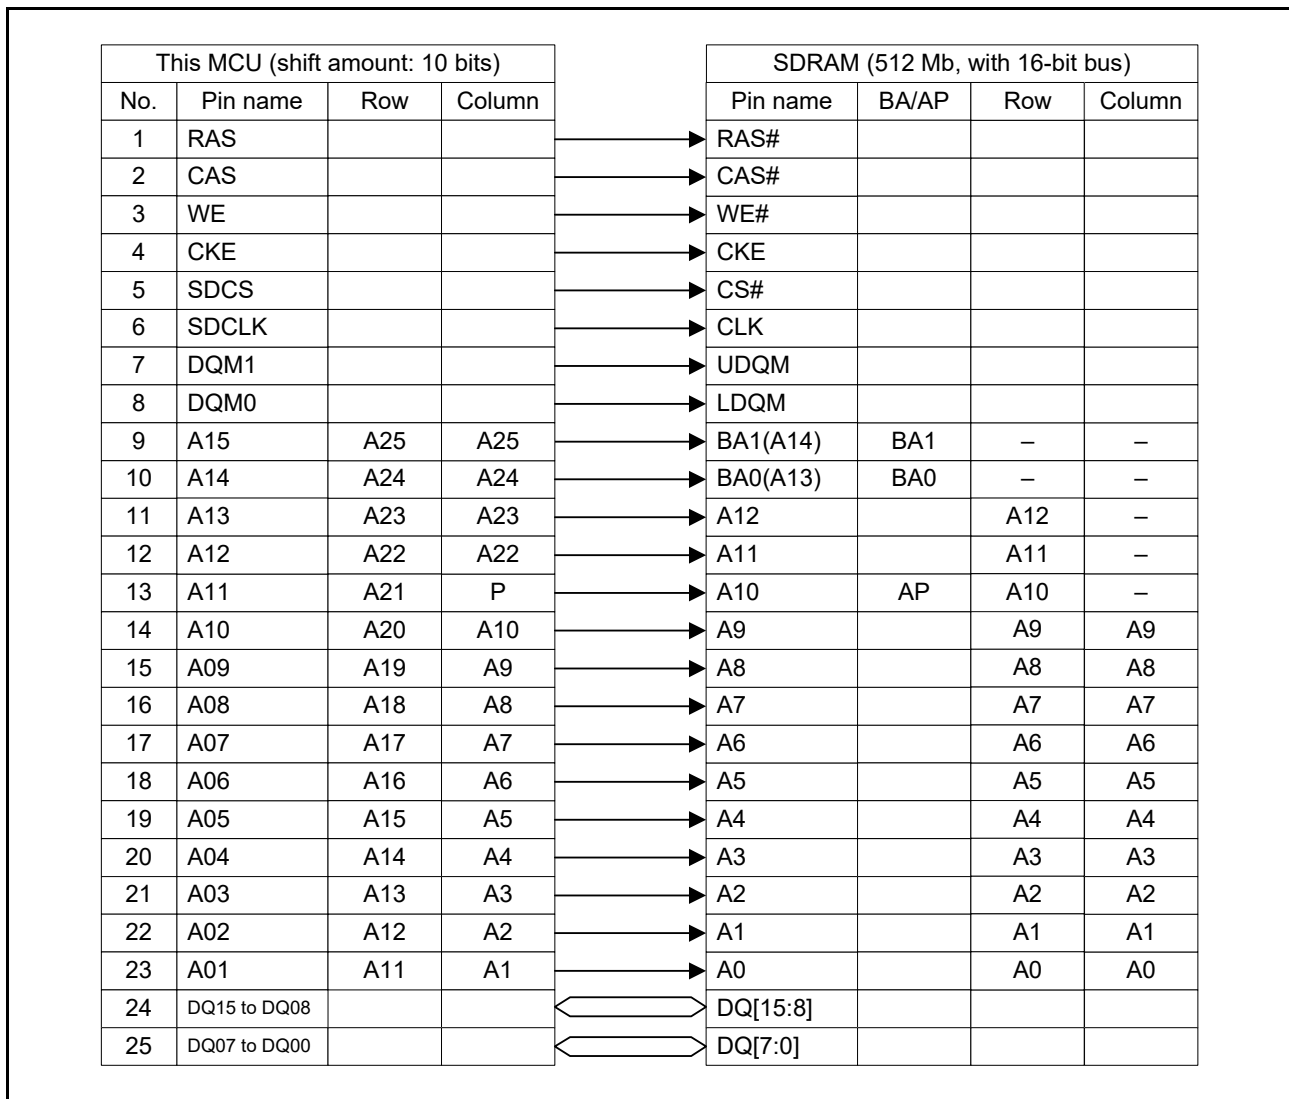 This MCU (shift amount: 10 bits) SDRAM (512 Mb, with 16-bit bus)
No. Pin name Row Column Pin name BA/AP Row Column
1 RAS RAS#
2 CAS CAS#
3 WE WE#
4 CKE CKE
5 SDCS CS#
6 SDCLK CLK
7 DQM1 UDQM
8 DQM0 LDQM
9 A15 A25 A25 BA1(A14) BA1 – –
10 A14 A24 A24 BA0(A13) BA0 – –
11 A13 A23 A23 A12 A12 –
12 A12 A22 A22 A11 A11 –
13 A11 A21 P A10 AP A10 –
14 A10 A20 A10 A9 A9 A9
15 A09 A19 A9 A8 A8 A8
16 A08 A18 A8 A7 A7 A7
17 A07 A17 A7 A6 A6 A6
18 A06 A16 A6 A5 A5 A5
19 A05 A15 A5 A4 A4 A4
20 A04 A14 A4 A3 A3 A3
21 A03 A13 A3 A2 A2 A2
22 A02 A12 A2 A1 A1 A1
23 A01 A11 A1 A0 A0 A0
24 DQ15 to DQ08 DQ[15:8]
25 DQ07 to DQ00 DQ[7:0]